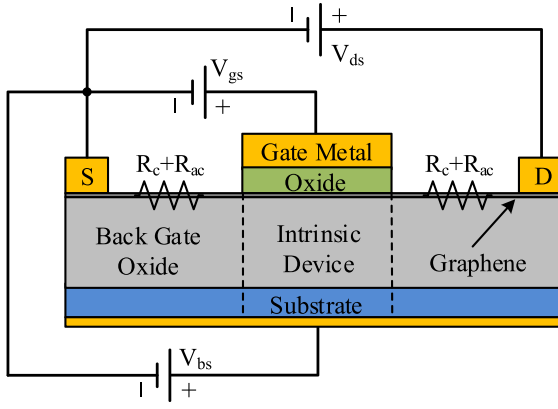 +
V_ds
V_gs
+
Gate Metal
S
R_c+R_ac
Oxide
R_c+R_ac
D
Back Gate
Oxide
Intrinsic
Device
Graphene
Substrate
V_bs
+